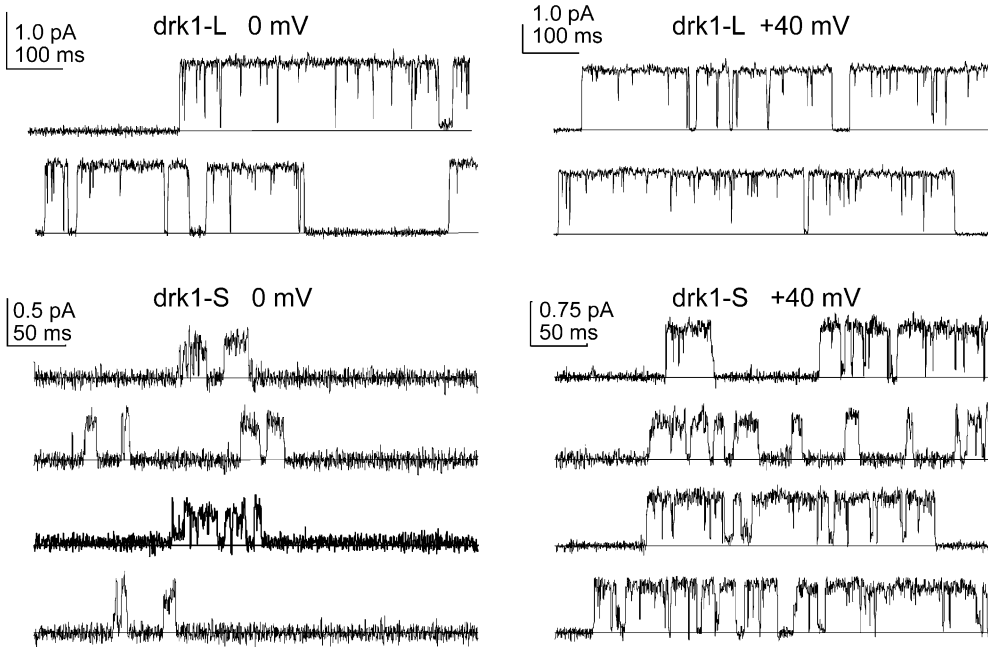 drk1-L 0 mV
1.0 pA
100 ms
drk1-L +40 mV
1.0 pA
100 ms
drk1-S 0 mV
0.5 pA
50 ms
drk1-S +40 mV
0.75 pA
50 ms